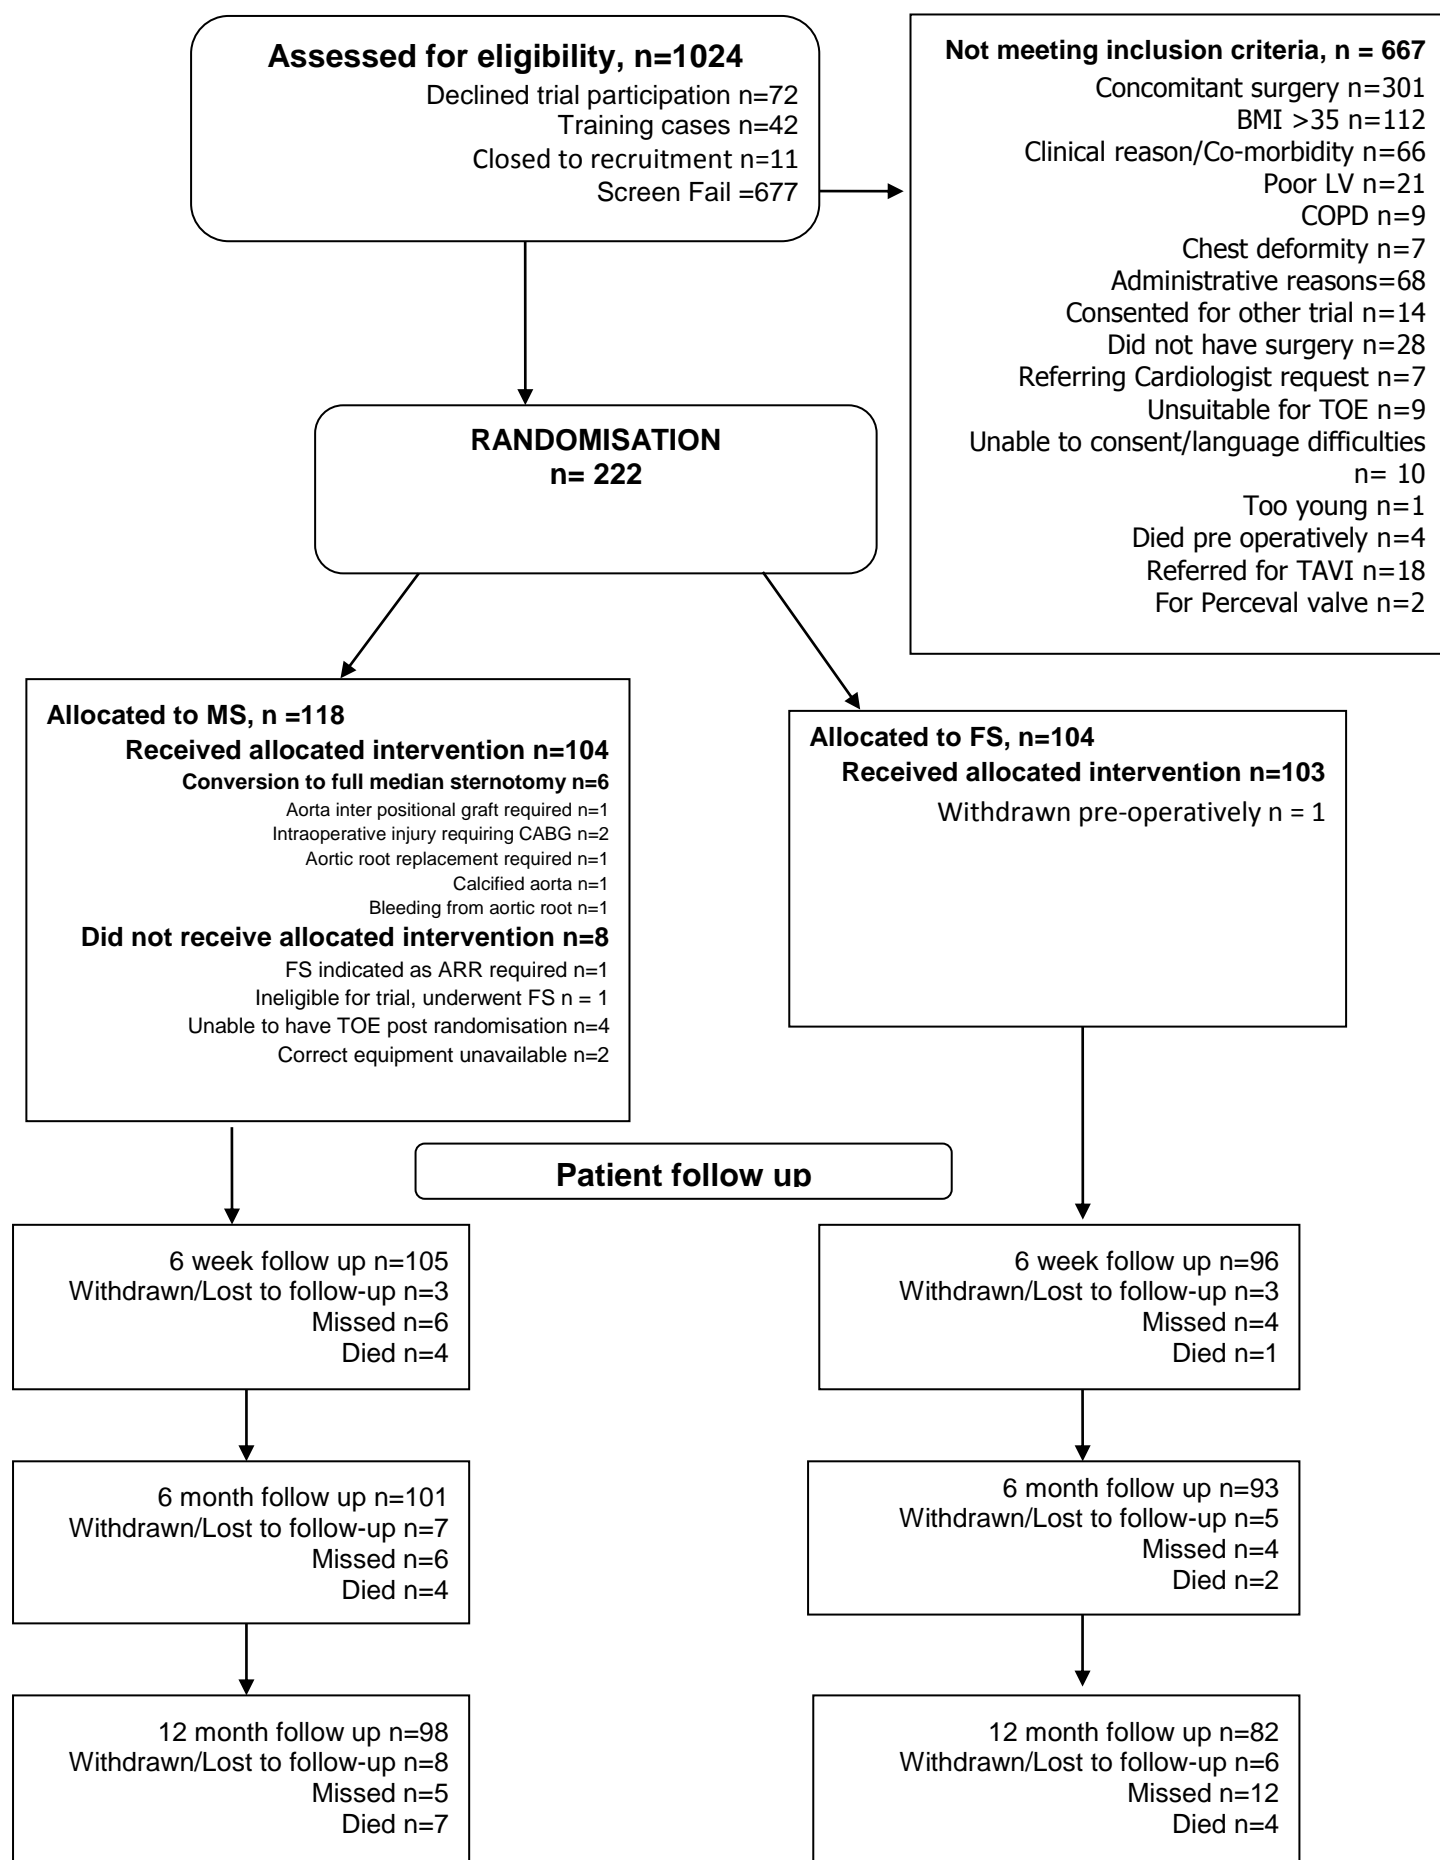 Assessed for eligibility, n=1024
Declined trial participation n=72
Training cases n=42
Closed to recruitment n=11
Screen Fail =677
Not meeting inclusion criteria, n = 667
Concomitant surgery n=301
BMI >35 n=112
Clinical reason/Co-morbidity n=66
Poor LV n=21
COPD n=9
Chest deformity n=7
Administrative reasons=68
Consented for other trial n=14
Did not have surgery n=28
Referring Cardiologist request n=7
Unsuitable for TOE n=9
Unable to consent/language difficulties
n= 10
Too young n=1
Died pre operatively n=4
Referred for TAVI n=18
For Perceval valve n=2
RANDOMISATION
n= 222
Allocated to MS, n =118
Received allocated intervention n=104
Conversion to full median sternotomy n=6
Aorta inter positional graft required n=1
Intraoperative injury requiring CABG n=2
Aortic root replacement required n=1
Calcified aorta n=1
Bleeding from aortic root n=1
Did not receive allocated intervention n=8
FS indicated as ARR required n=1
Ineligible for trial, underwent FS n = 1
Unable to have TOE post randomisation n=4
Correct equipment unavailable n=2
Allocated to FS, n=104
Received allocated intervention n=103
Withdrawn pre-operatively n = 1
Patient follow up
6 week follow up n=105
Withdrawn/Lost to follow-up n=3
Missed n=6
Died n=4
6 week follow up n=96
Withdrawn/Lost to follow-up n=3
Missed n=4
Died n=1
6 month follow up n=101
Withdrawn/Lost to follow-up n=7
Missed n=6
Died n=4
6 month follow up n=93
Withdrawn/Lost to follow-up n=5
Missed n=4
Died n=2
12 month follow up n=98
Withdrawn/Lost to follow-up n=8
Missed n=5
Died n=7
12 month follow up n=82
Withdrawn/Lost to follow-up n=6
Missed n=12
Died n=4